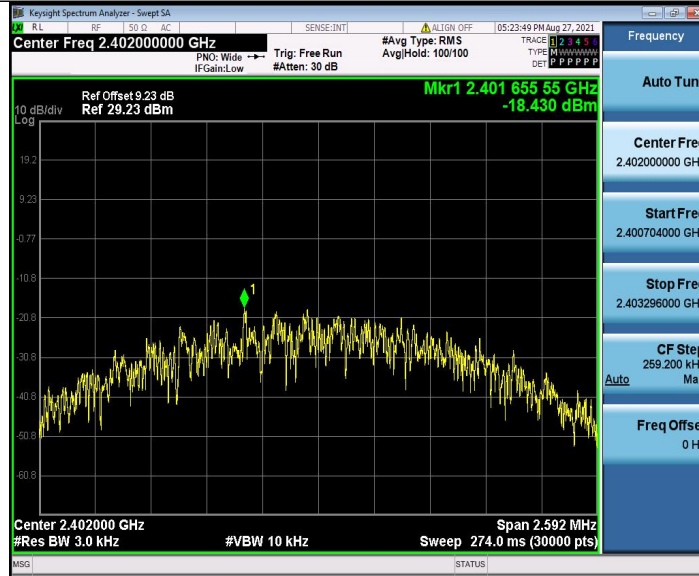 Keysight Spectrum Analyzer - Swept SA
LXI RL RF 50 Ω AC SENSE:INT ALIGN OFF 05:23:49 PM Aug 27, 2021
Center Freq 2.402000000 GHz
PNO: Wide
IFGain:Low
Trig: Free Run
#Atten: 30 dB
#Avg Type: RMS
Avg|Hold: 100/100
TRACE 1 2 3 4 5 6
TYPE M W W W W W
DET P P P P P P
Frequency
Mkr1 2.401 655 55 GHz
-18.430 dBm
Ref Offset 9.23 dB
10 dB/div Ref 29.23 dBm
Log
19.2
9.23
-0.77
-10.8
-20.8
-30.8
-40.8
-50.8
-60.8
1
Center 2.402000 GHz
Span 2.592 MHz
#Res BW 3.0 kHz
#VBW 10 kHz
Sweep 274.0 ms (30000 pts)
Auto Tun
Center Fre
2.402000000 GH
Start Fre
2.400704000 GH
Stop Fre
2.403296000 GH
CF Step
259.200 kH
Auto Ma
Freq Offse
0 H
MSG
STATUS